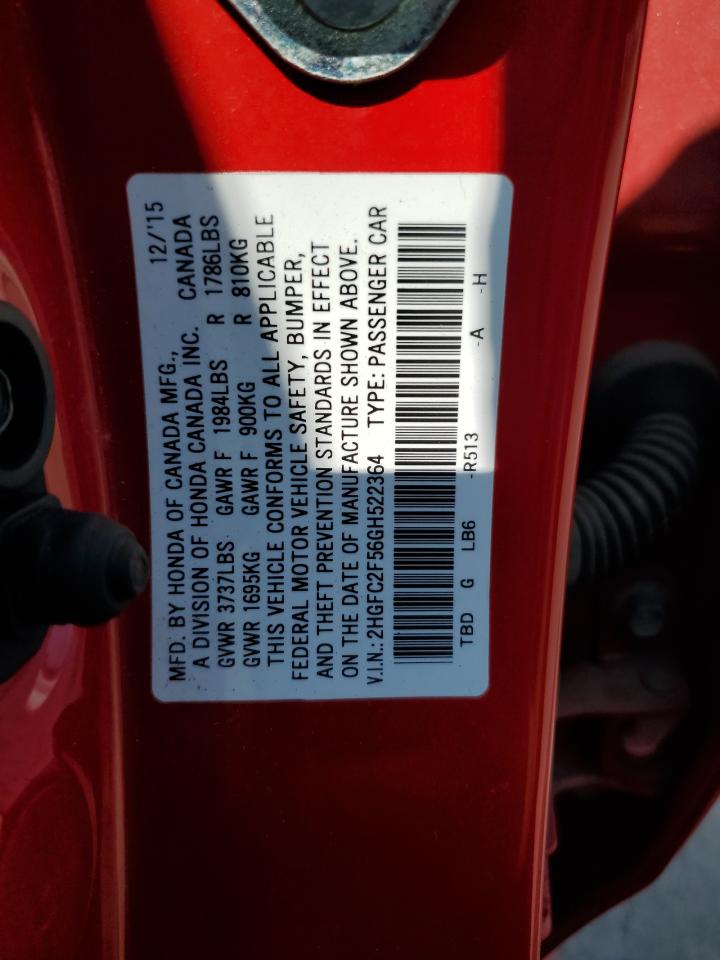 MFD. BY HONDA OF CANADA MFG., 12/'15
A DIVISION OF HONDA CANADA INC. CANADA
GVWR 3737LBS GAWR F 1984LBS R 1786LBS
GVWR 1695KG GAWR F 900KG R 810KG
THIS VEHICLE CONFORMS TO ALL APPLICABLE
FEDERAL MOTOR VEHICLE SAFETY, BUMPER,
AND THEFT PREVENTION STANDARDS IN EFFECT
ON THE DATE OF MANUFACTURE SHOWN ABOVE.
V.I.N.: 2HGFC2F56GH522364 TYPE: PASSENGER CAR
TBD G LB6 -R513 -A -H